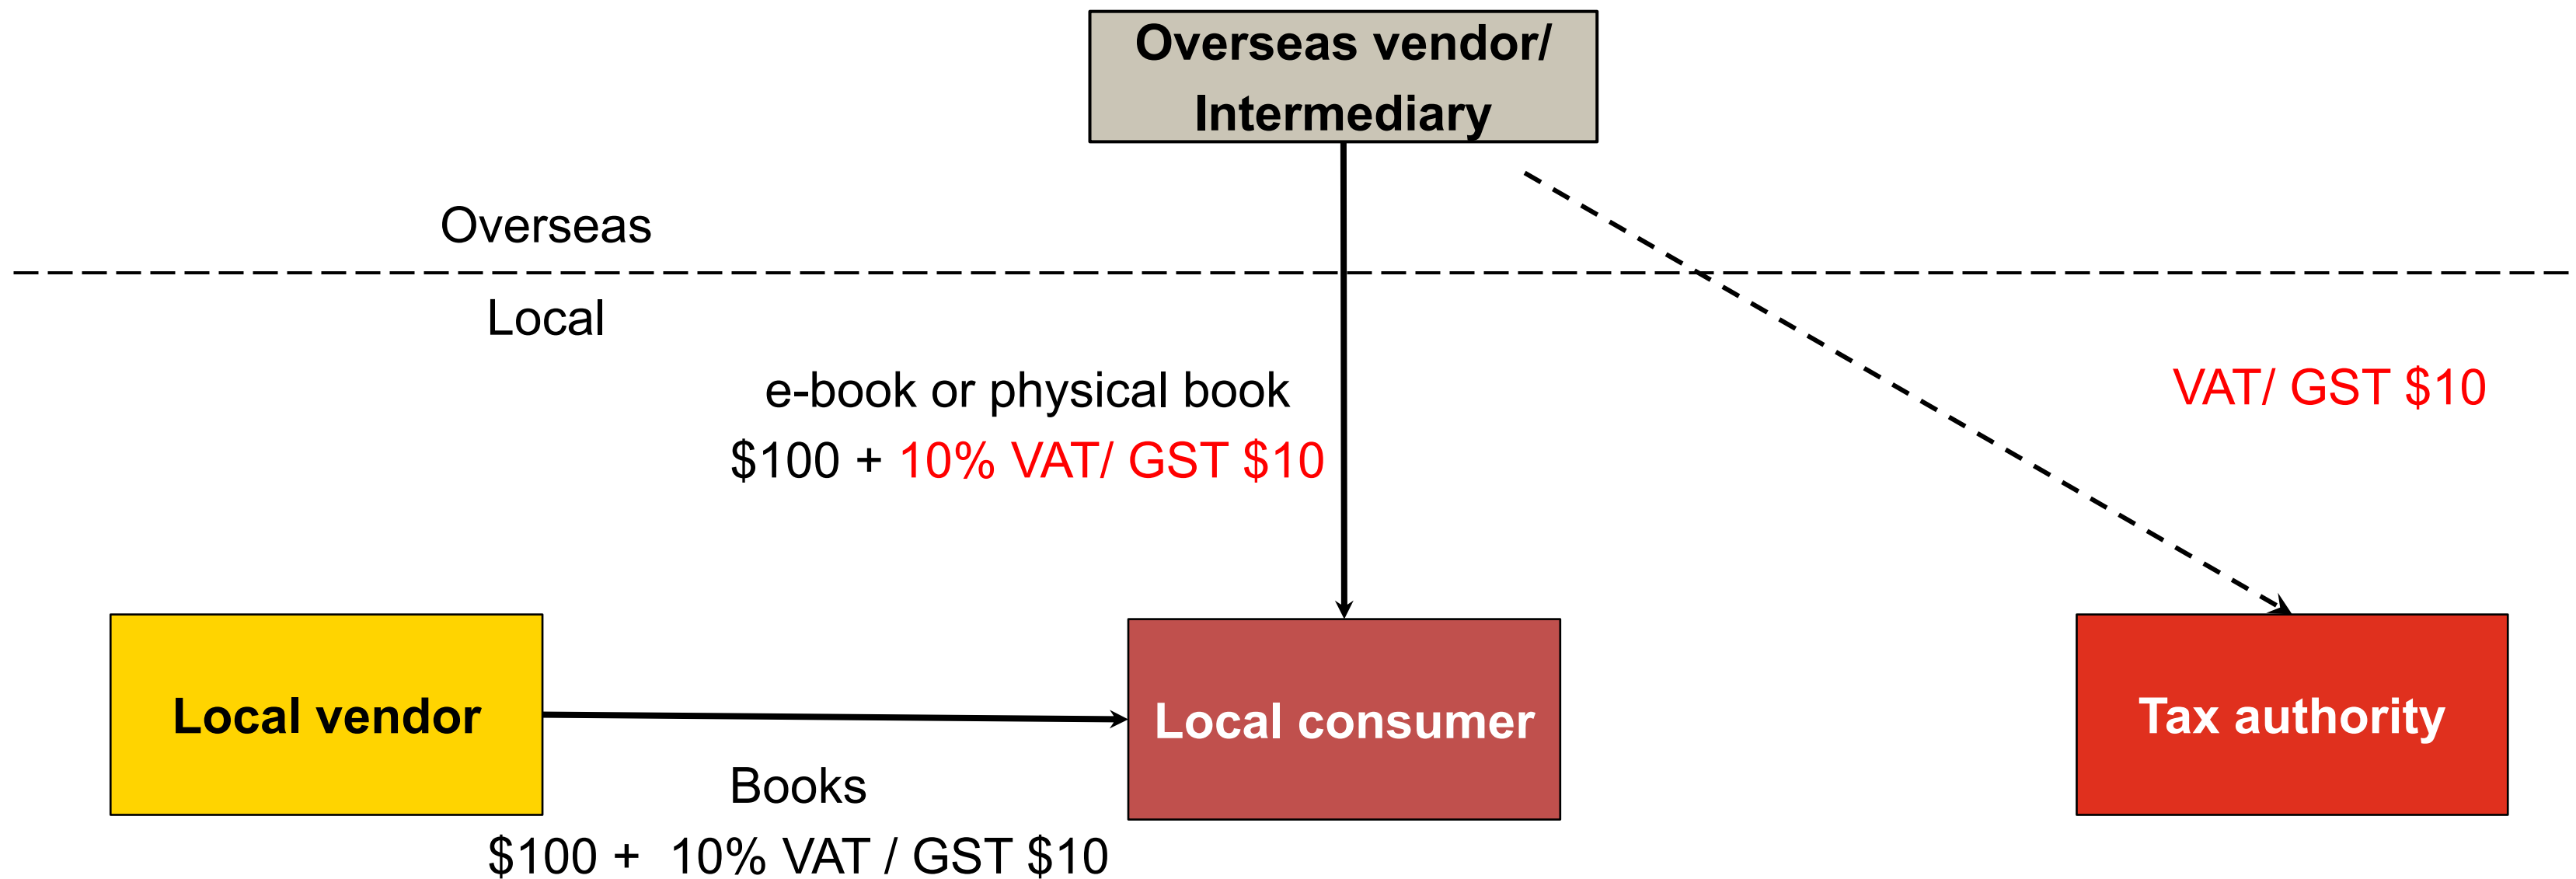 Overseas vendor/
Intermediary
Overseas
Local
e-book or physical book
$100 + 10% VAT/ GST $10
VAT/ GST $10
Local vendor
Local consumer
Tax authority
Books
$100 +  10% VAT / GST $10